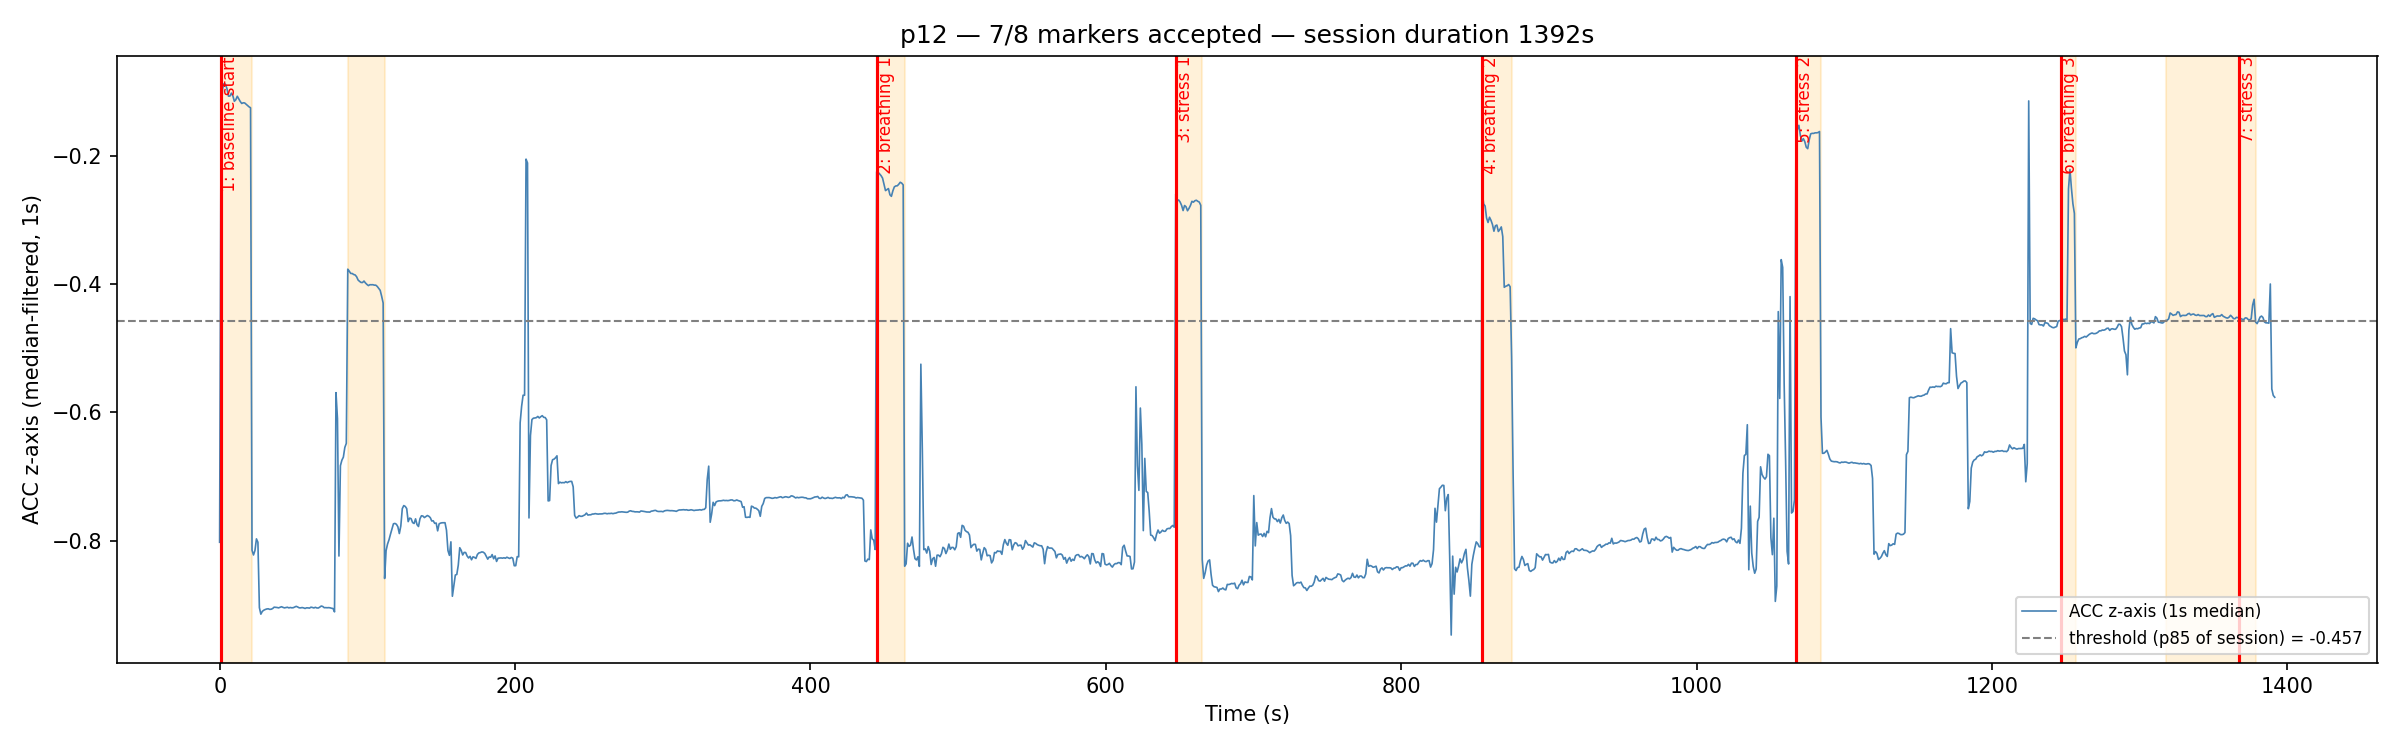 p12 — 7/8 markers accepted — session duration 1392s
ACC z-axis (median-filtered, 1s)
−0.2
−0.4
−0.6
−0.8
1: baseline start
2: breathing 1
3: stress 1
4: breathing 2
5: stress 2
6: breathing 3
7: stress 3
ACC z-axis (1s median)
threshold (p85 of session) = -0.457
0
200
400
600
800
1000
1200
1400
Time (s)